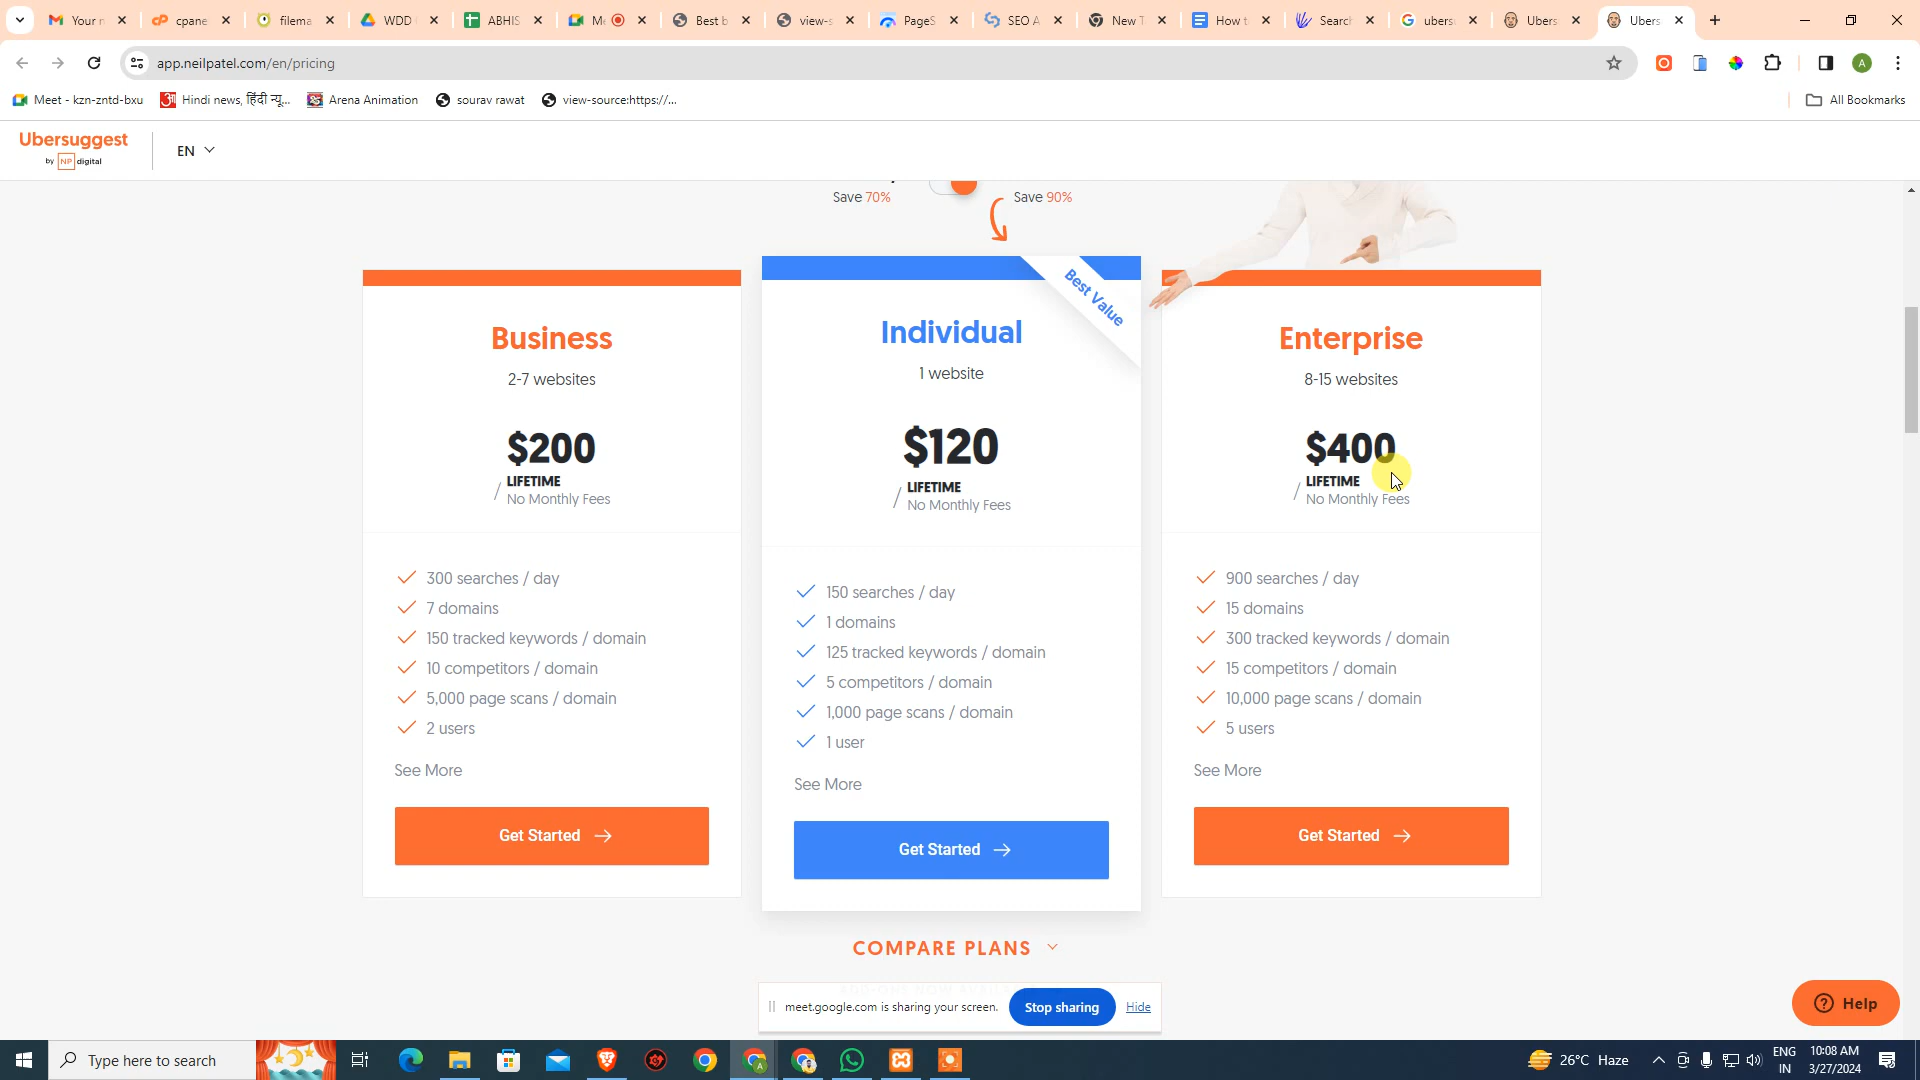 Your n
cpane
filema
WDD
ABHIS
Me
Best b
view-s
PageS
SEO A
New T
How t
Search
ubers
Ubers
Ubers
app.neilpatel.com/en/pricing
Meet - kzn-zntd-bxu
Hindi news, हिंदी न्यू...
Arena Animation
sourav rawat
view-source:https://...
All Bookmarks
Ubersuggest
by NP digital
EN
Save 70%
Save 90%
Best Value
Business
2-7 websites
$200
/ LIFETIME
No Monthly Fees
300 searches / day
7 domains
150 tracked keywords / domain
10 competitors / domain
5,000 page scans / domain
2 users
See More
Get Started
Individual
1 website
$120
/ LIFETIME
No Monthly Fees
150 searches / day
1 domains
125 tracked keywords / domain
5 competitors / domain
1,000 page scans / domain
1 user
See More
Get Started
Enterprise
8-15 websites
$400
/ LIFETIME
No Monthly Fees
900 searches / day
15 domains
300 tracked keywords / domain
15 competitors / domain
10,000 page scans / domain
5 users
See More
Get Started
COMPARE PLANS
meet.google.com is sharing your screen.
Stop sharing
Hide
Help
Type here to search
26°C Haze
ENG
IN
10:08 AM
3/27/2024